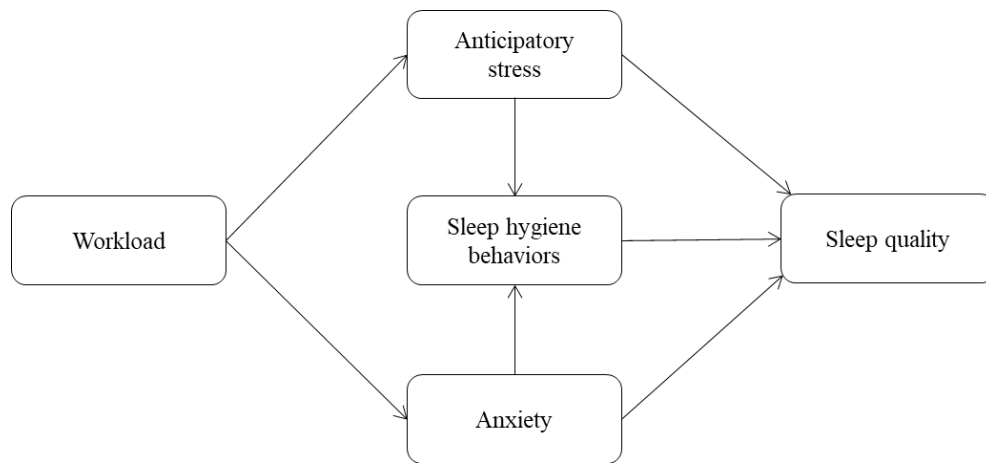 Anticipatory
stress
Workload
Sleep hygiene
behaviors
Sleep quality
Anxiety